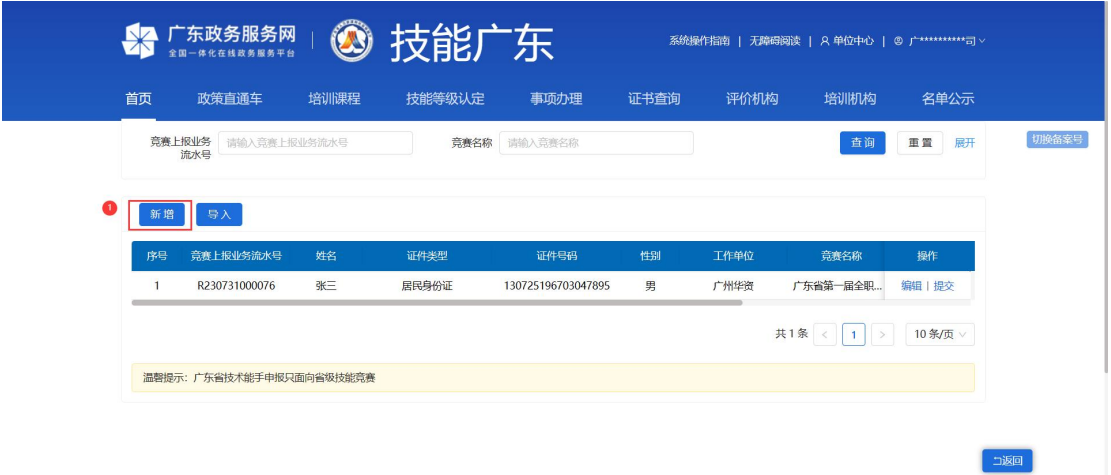 广东政务服务网
全国一体化在线政务服务平台
技能广东
系统操作指南 | 无障碍阅读 | 单位中心 | 广**********司
首页 政策直通车 培训课程 技能等级认定 事项办理 证书查询 评价机构 培训机构 名单公示
竞赛上报业务流水号 请输入竞赛上报业务流水号 竞赛名称 请输入竞赛名称 查询 重置 展开 切换备案号
1 新增 导入
序号 竞赛上报业务流水号 姓名 证件类型 证件号码 性别 工作单位 竞赛名称 操作
1 R230731000076 张三 居民身份证 130725196703047895 男 广州华资 广东省第一届全职... 编辑 | 提交
共1条 < 1 > 10条/页
温馨提示：广东省技术能手申报只面向省级技能竞赛
返回